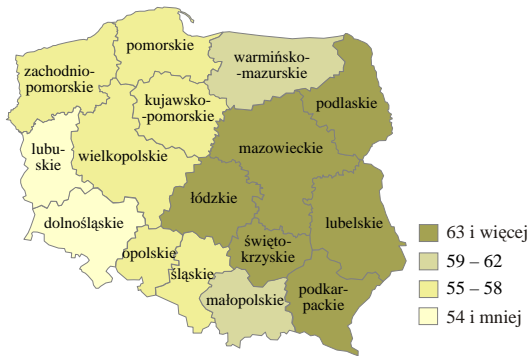 pomorskie
warmińsko-
-mazurskie
zachodnio-
pomorskie
podlaskie
kujawsko-
-pomorskie
mazowieckie
lubu-
skie
wielkopolskie
łódzkie
lubelskie
dolnośląskie
święto-
krzyskie
opolskie
śląskie
małopolskie
podkar-
packie
63 i więcej
59 – 62
55 – 58
54 i mniej